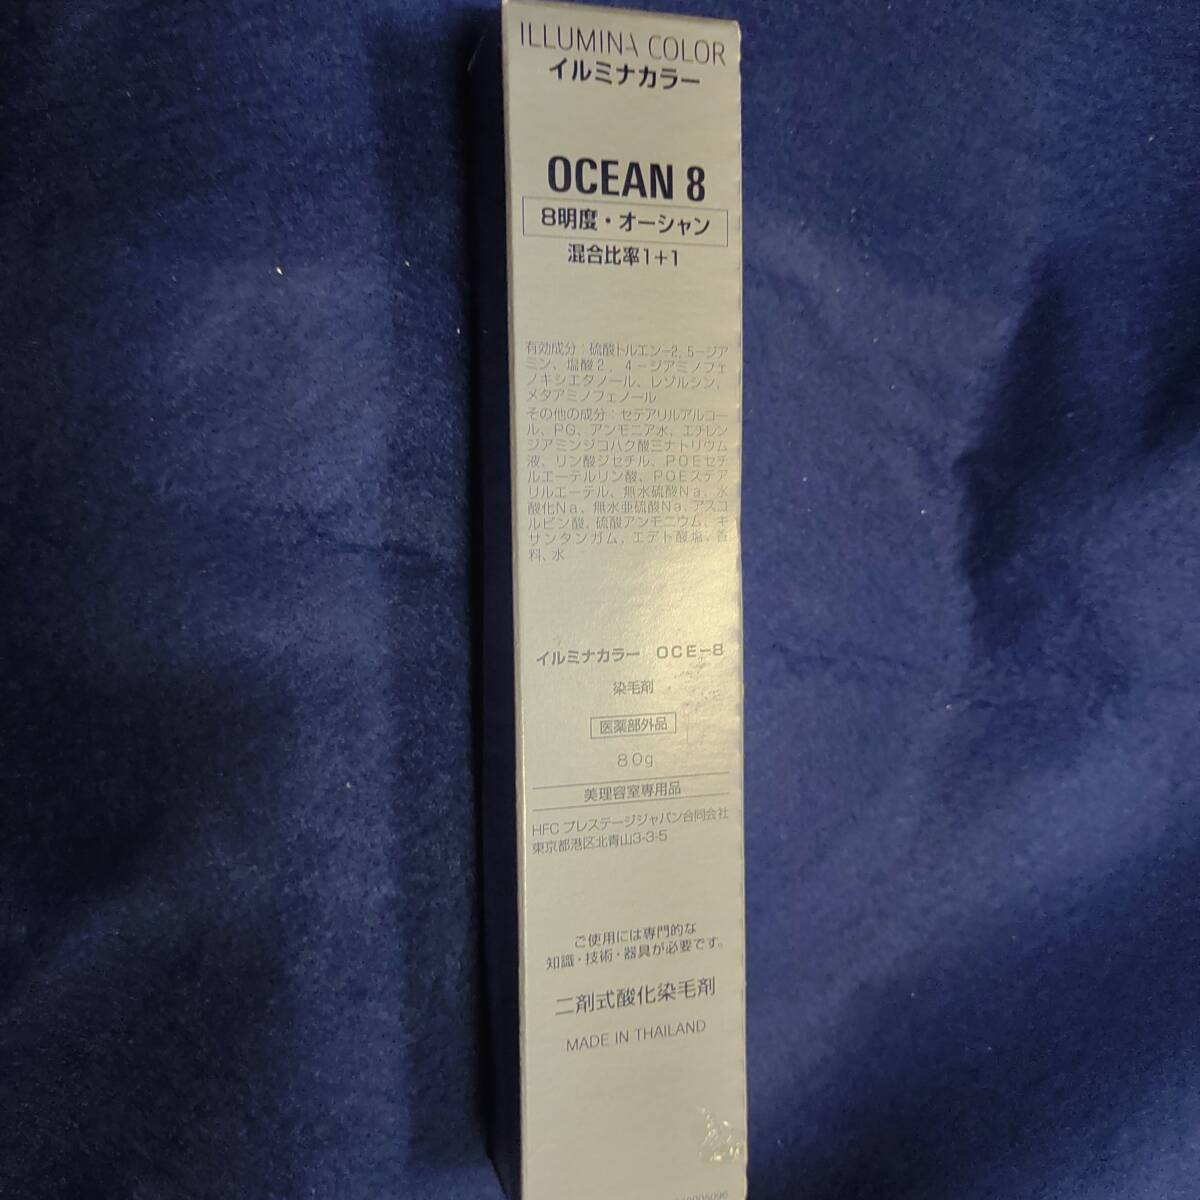 ILLUMINA COLOR
イルミナカラー
OCEAN 8
8明度・オーシャン
混合比率1+1
有効成分：硫酸トルエン-2, 5-ジア
ミン、塩酸2, 4-ジアミノフェ
ノキシエタノール、レゾルシン、
メタアミノフェノール
その他の成分：セテアリルアルコー
ル、PG、アンモニア水、エチレン
ジアミンジコハク酸三ナトリウム
液、リン酸ジセチル、POEセチ
ルエーテルリン酸、POEステア
リルエーテル、無水硫酸Na、水
酸化Na、無水亜硫酸Na、アスコ
ルビン酸、硫酸アンモニウム、キ
サンタンガム、エデト酸塩、香
料、水
イルミナカラー OCE-8
染毛剤
医薬部外品
80g
美理容室専用品
HFC プレステージジャパン合同会社
東京都港区北青山3-3-5
ご使用には専門的な
知識・技術・器具が必要です。
二剤式酸化染毛剤
MADE IN THAILAND